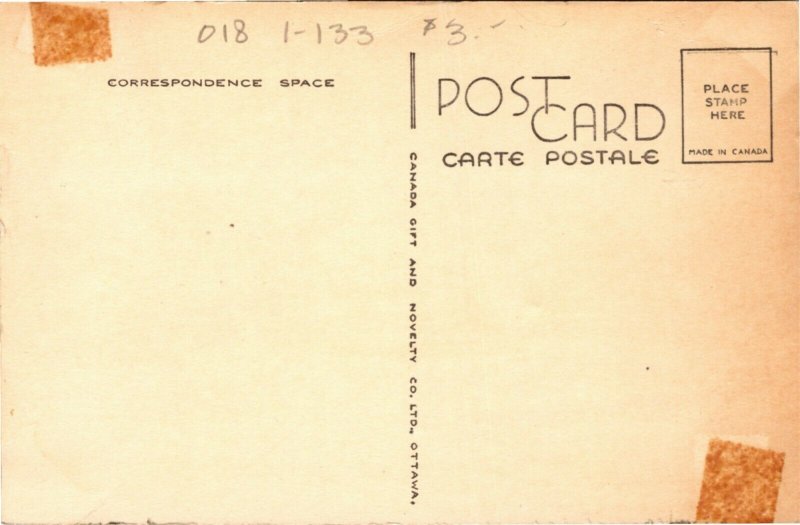 018 1-133 $3.-
CORRESPONDENCE SPACE
POST CARD
CARTE POSTALE
PLACE
STAMP
HERE
MADE IN CANADA
CANADA GIFT AND NOVELTY CO. LTD., OTTAWA.